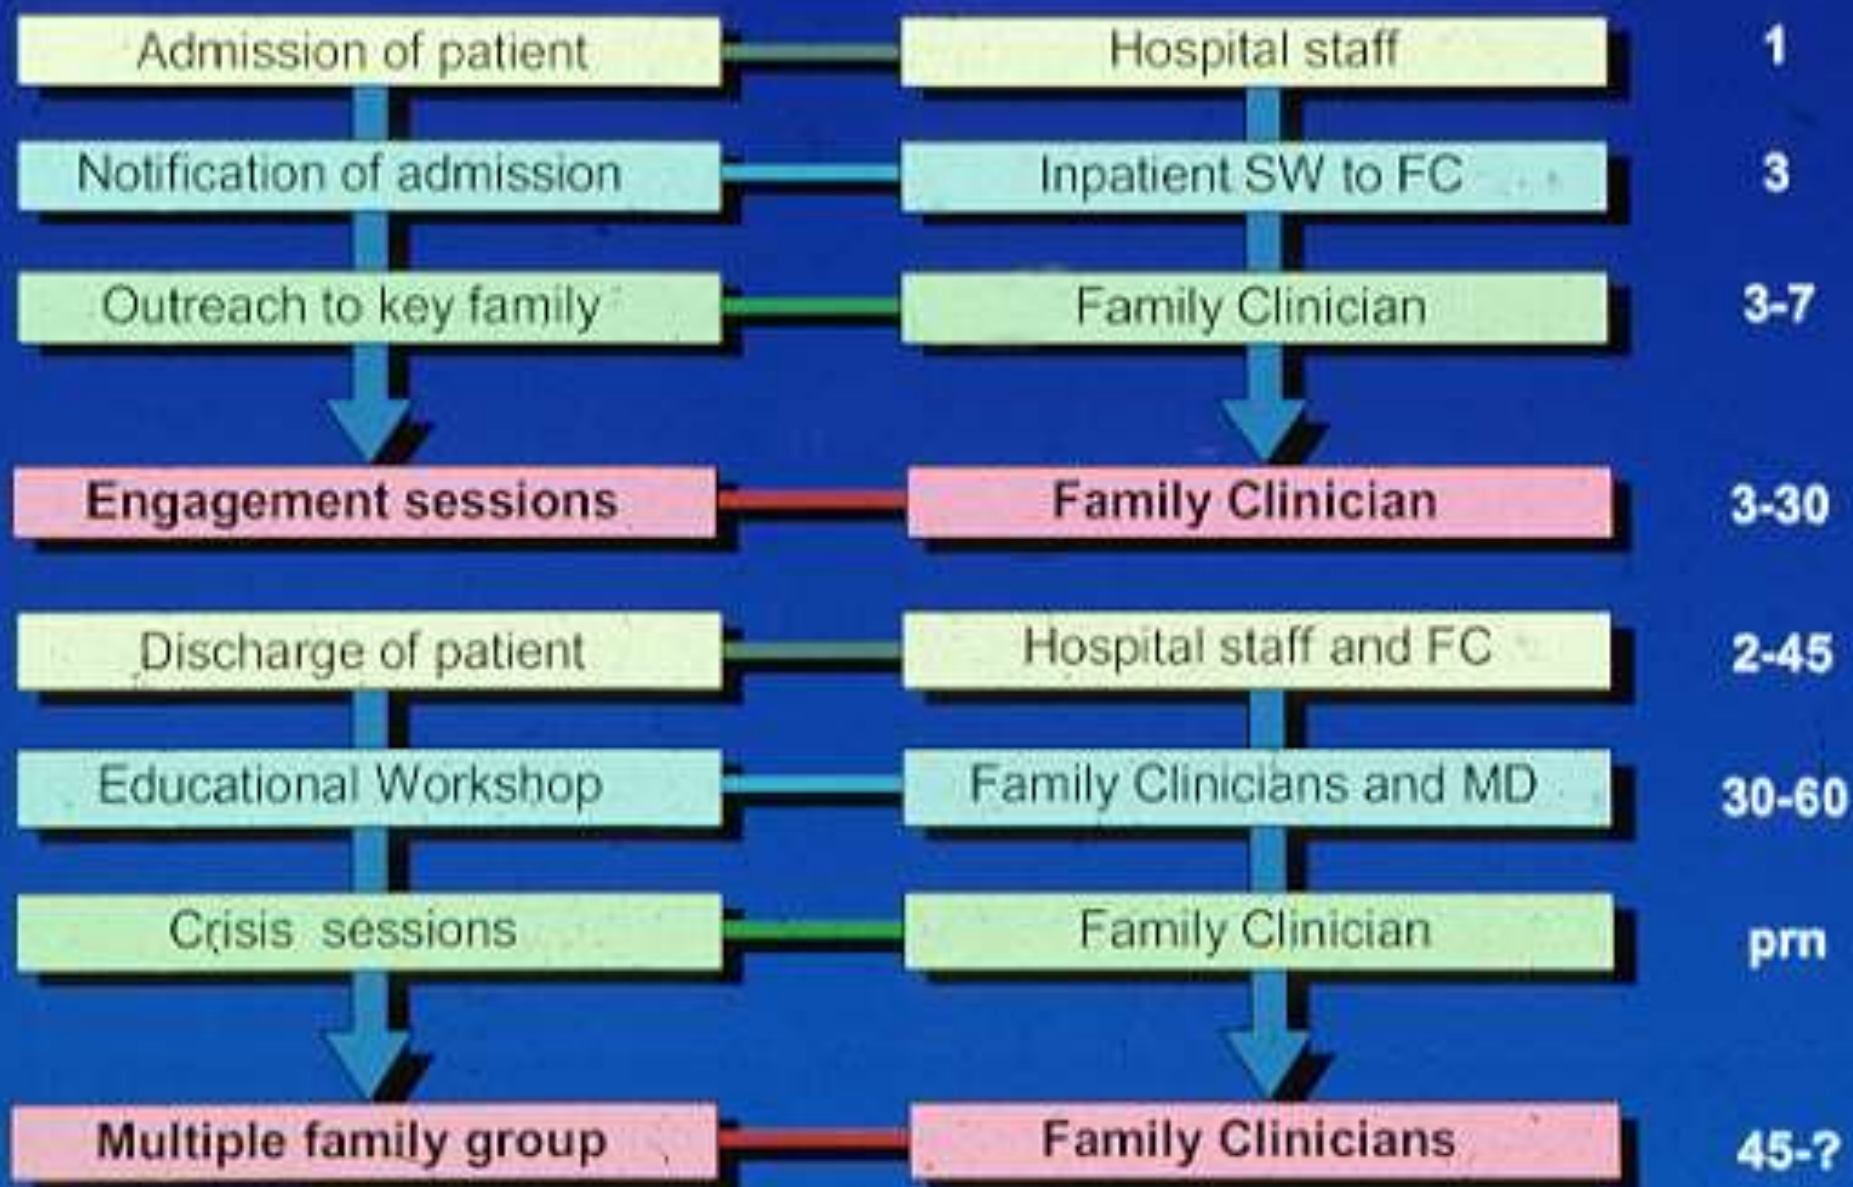 Admission of patient Hospital staff 1
Notification of admission Inpatient SW to FC 3
Outreach to key family Family Clinician 3-7
Engagement sessions Family Clinician 3-30
Discharge of patient Hospital staff and FC 2-45
Educational Workshop Family Clinicians and MD 30-60
Crisis sessions Family Clinician prn
Multiple family group Family Clinicians 45-?